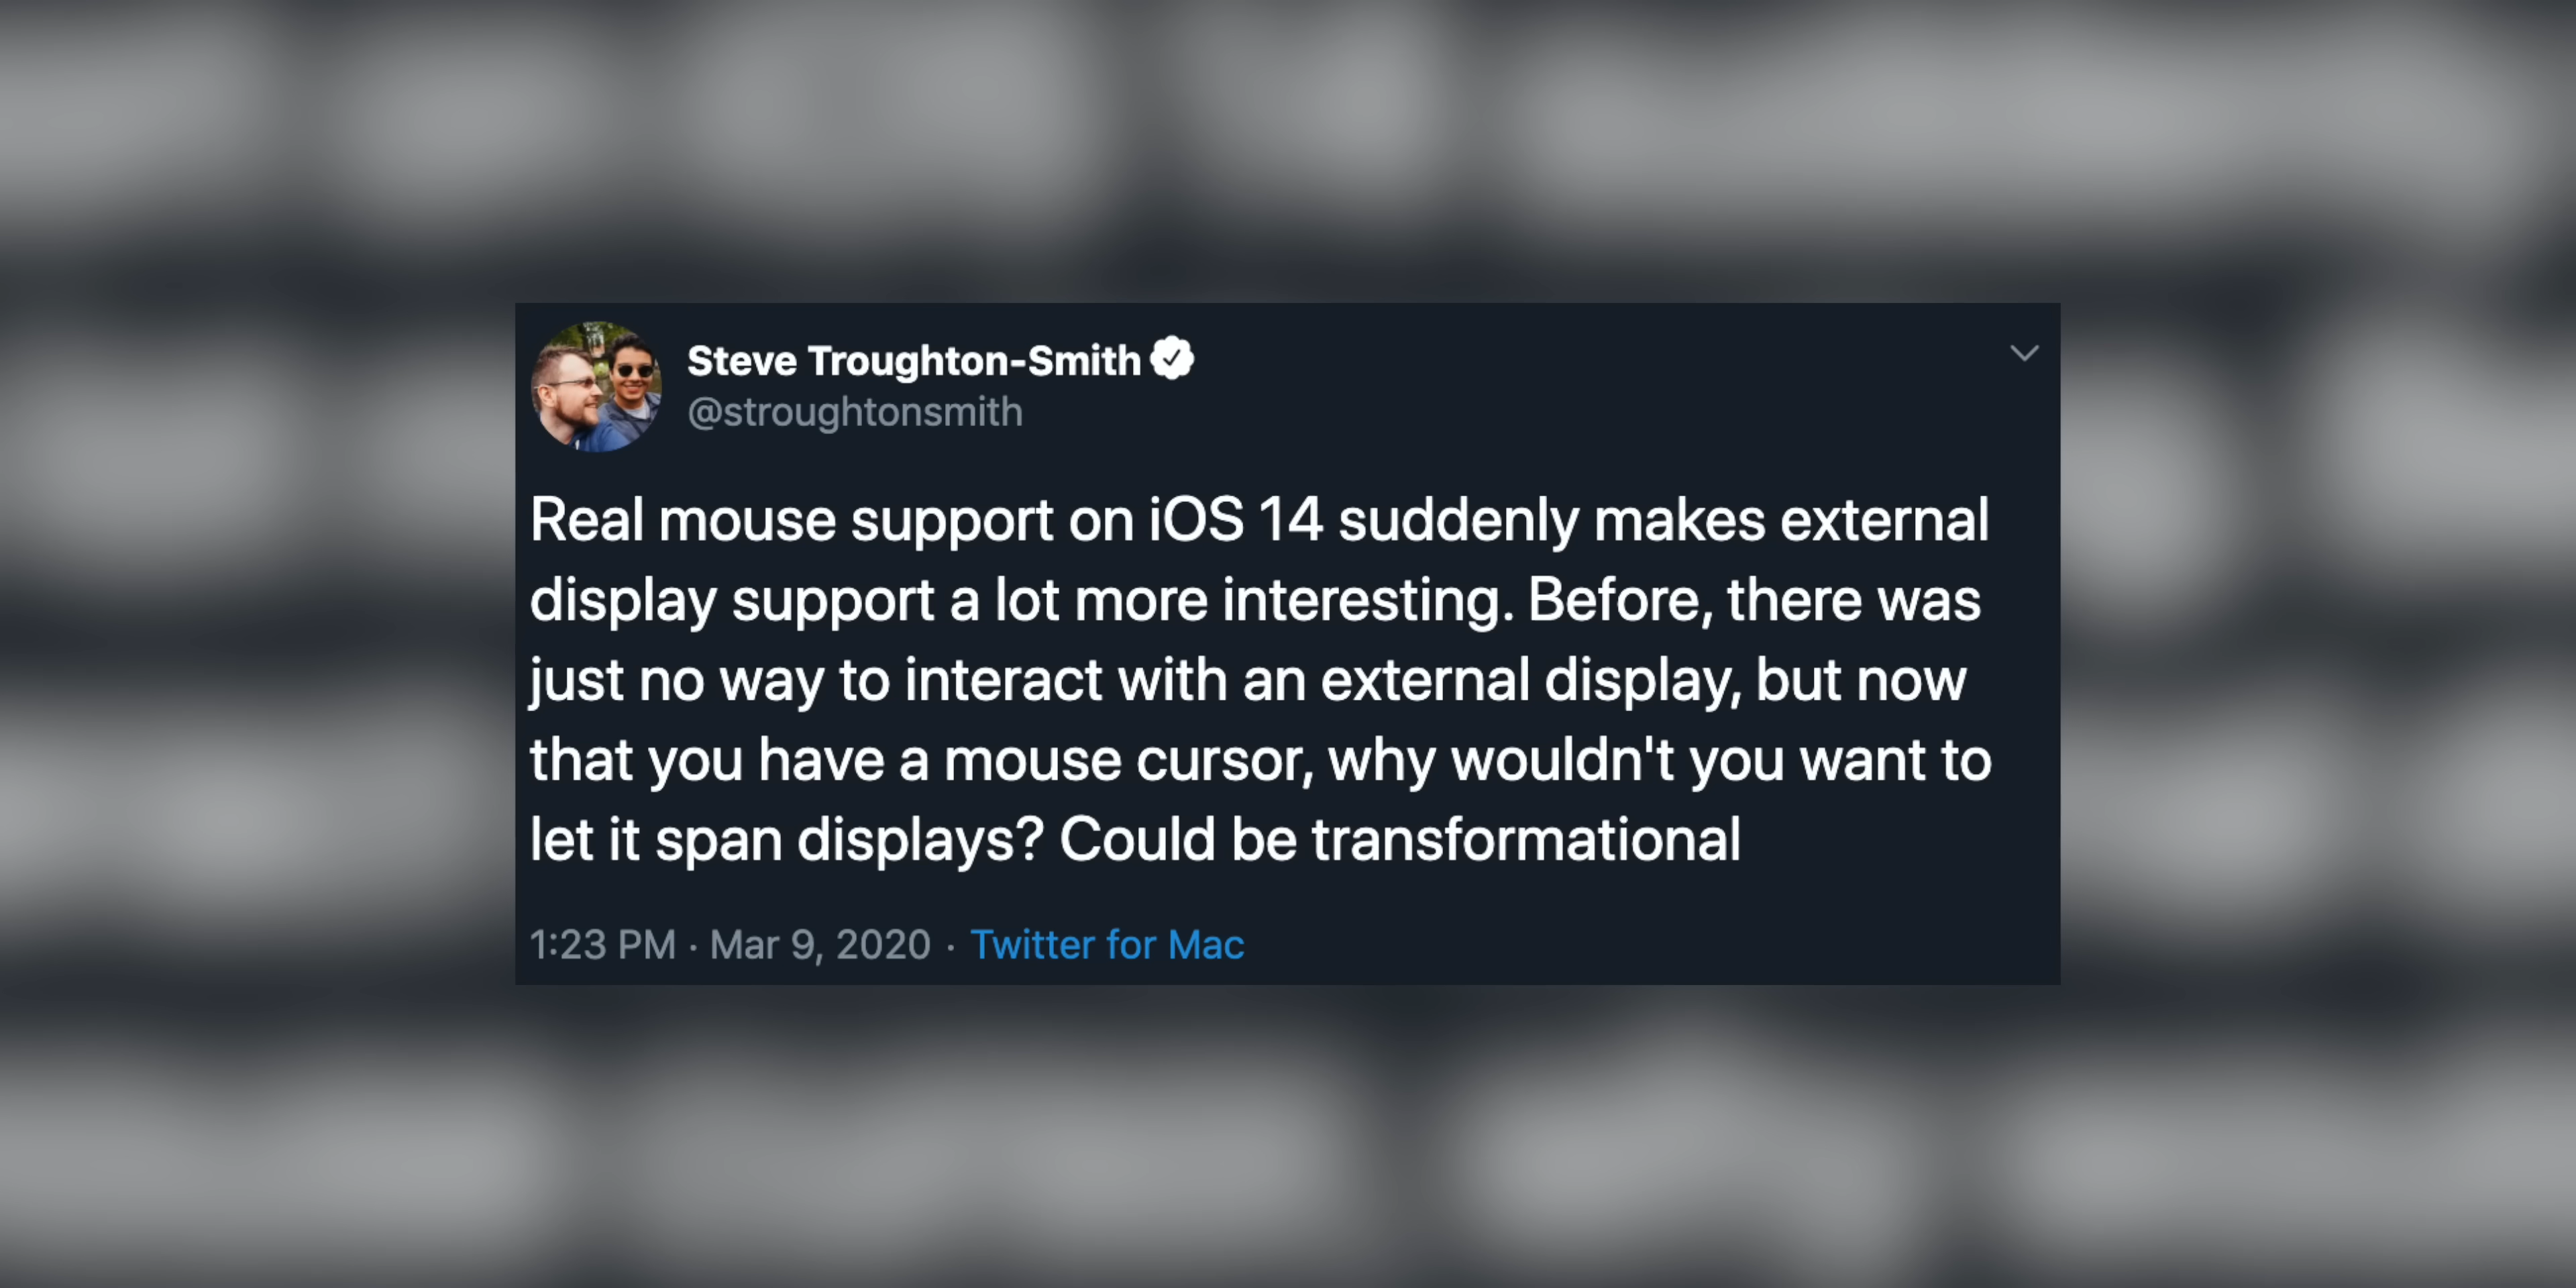 Steve Troughton-Smith
@stroughtonsmith
Real mouse support on iOS 14 suddenly makes external
display support a lot more interesting. Before, there was
just no way to interact with an external display, but now
that you have a mouse cursor, why wouldn't you want to
let it span displays? Could be transformational
1:23 PM · Mar 9, 2020 · Twitter for Mac